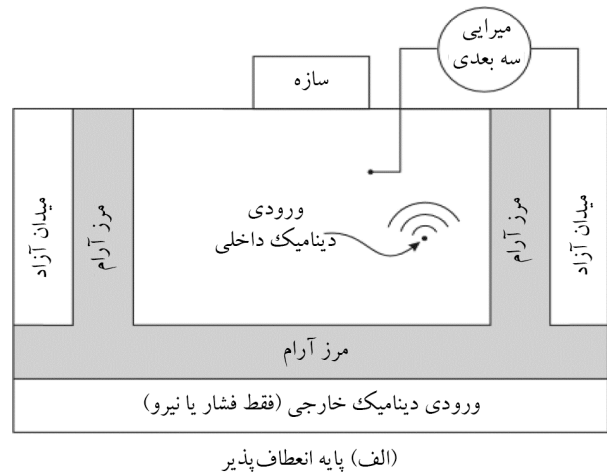 میرایی
سه بعدی
سازه
میدان آزاد
مرز آرام
ورودی
دینامیک داخلی
مرز آرام
میدان آزاد
مرز آرام
ورودی دینامیک خارجی (فقط فشار یا نیرو)
(الف) پایه انعطاف‌پذیر